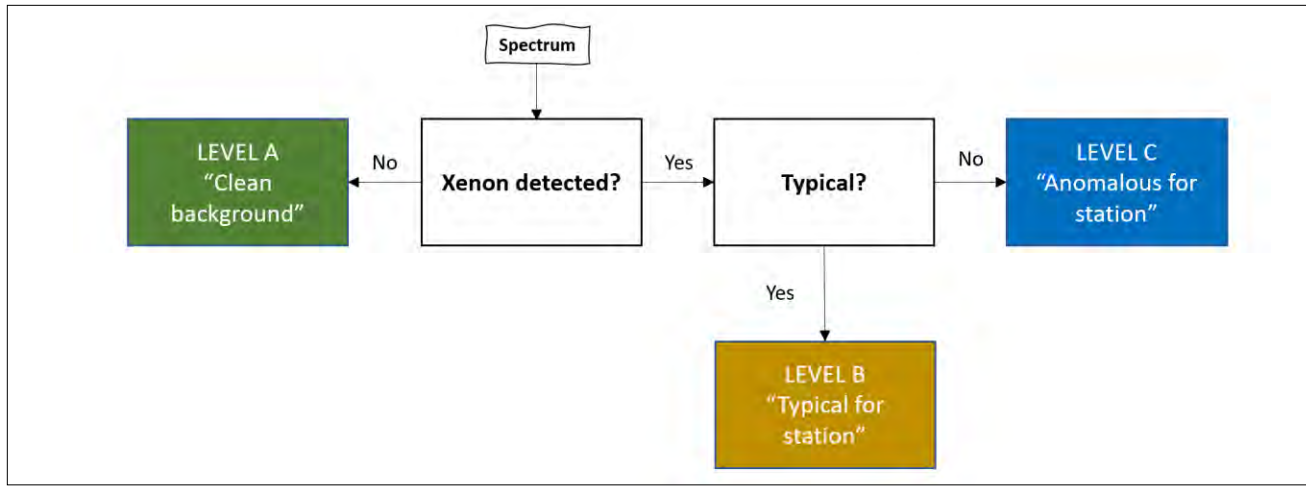 Spectrum
LEVEL A
“Clean
background”
No
Xenon detected?
Yes
Typical?
No
LEVEL C
“Anomalous for
station”
Yes
LEVEL B
“Typical for
station”